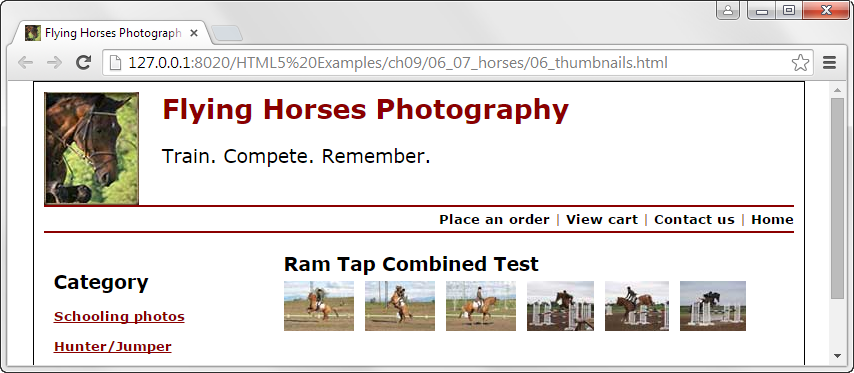 Flying Horses Photograph
127.0.0.1:8020/HTML5%20Examples/ch09/06_07_horses/06_thumbnails.html
Flying Horses Photography
Train. Compete. Remember.
Place an order | View cart | Contact us | Home
Category
Ram Tap Combined Test
Schooling photos
Hunter/Jumper